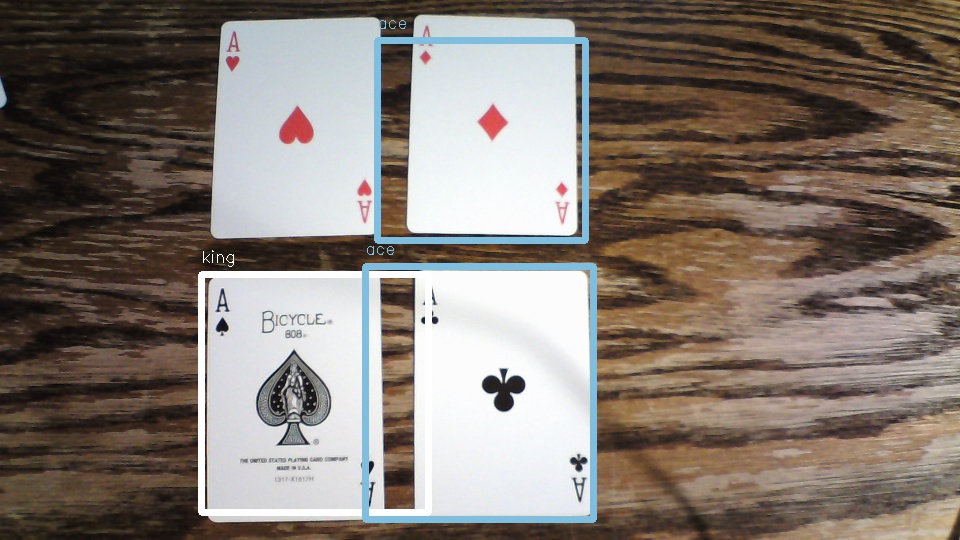 ace
A
A
A
A
king
ace
A
A
BICYCLE®
808®
®
THE UNITED STATES PLAYING CARD COMPANY
MADE IN U.S.A.
A
A